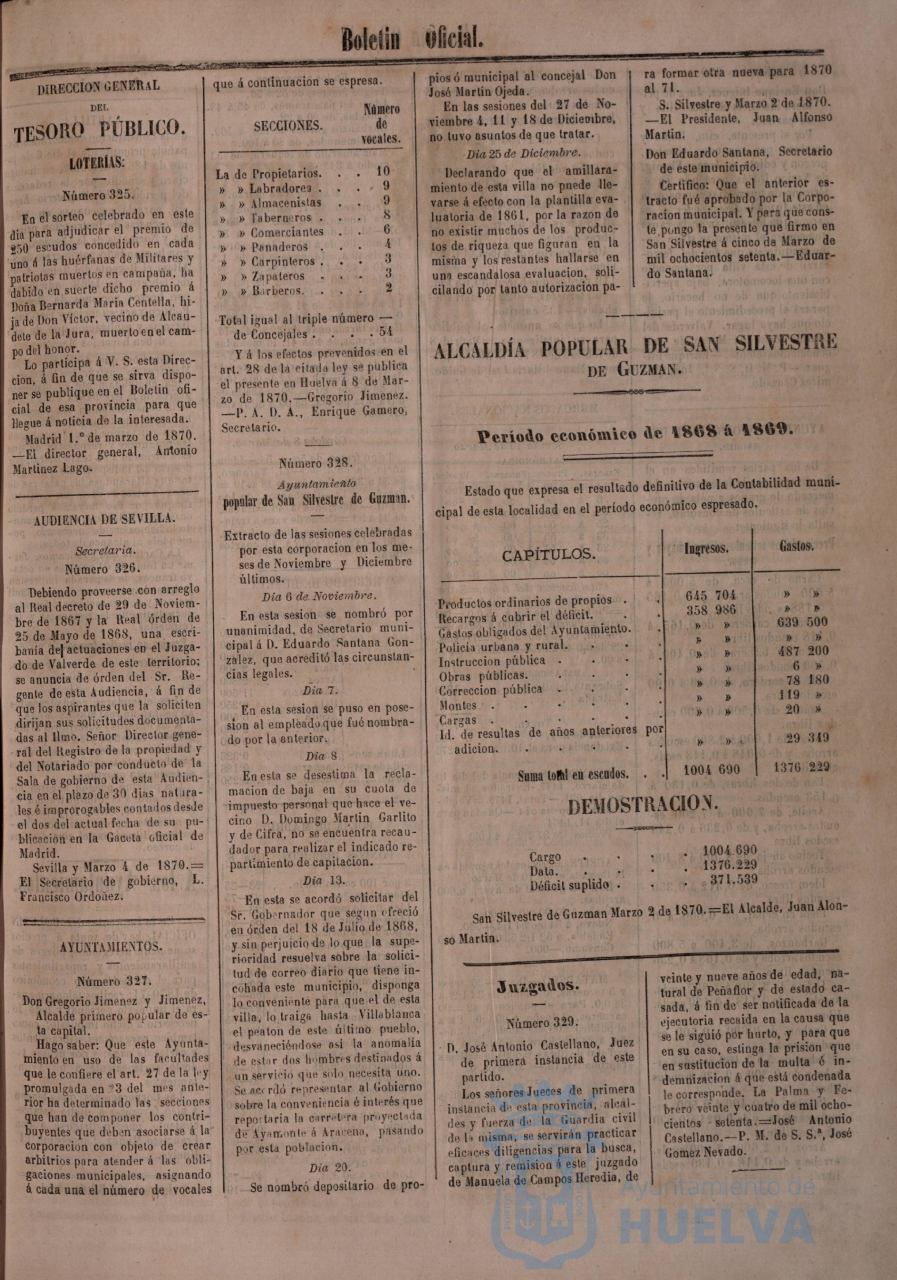 Boletin Oficial.
DIRECCION GENERAL
DEL
TESORO PÚBLICO.
LOTERÍAS:
Número 325.
En el sorteo celebrado en este
dia para adjudicar el premio de
250 escudos concedido en cada
uno á las huérfanas de Militares y
patriotas muertos en campaña, ha
dabido en suerte dicho premio á
Doña Bernarda Maria Centella, hi-
ja de Don Víctor, vecino de Alcau-
dete de la Jura, muerto en el cam-
po del honor.
Lo participa á V. S. esta Direc-
cion, á fin de que se sirva dispo-
ner se publique en el Boletin ofi-
cial de esa provincia para que
llegue á noticia de la interesada.
Madrid 1.º de marzo de 1870.
—El director general, Antonio
Martinez Lago.
AUDIENCIA DE SEVILLA.
Secretaria.
Número 326.
Debiendo proveerse con arreglo
al Real decreto de 29 de Noviem-
bre de 1867 y la Real órden de
25 de Mayo de 1868, una escri-
bania de actuaciones en el Juzga-
do de Valverde de este territorio;
se anuncia de órden del Sr. Re-
gente de esta Audiencia, á fin de
que los aspirantes que la soliciten
dirijan sus solicitudes documenta-
das al Ilmo. Señor Director gene-
ral del Registro de la propiedad y
del Notariado por conducto de la
Sala de gobierno de esta Audien-
cia en el plazo de 30 dias natura-
les é improrogables contados desde
el dos del actual fecha de su pu-
blicacion en la Gaceta oficial de
Madrid.
Sevilla y Marzo 4 de 1870.=
El Secretario de gobierno, L.
Francisco Ordoñez.
AYUNTAMIENTOS.
Número 327.
Don Gregorio Jimenez y Jimenez,
Alcalde primero popular de es-
ta capital.
Hago saber: Que este Ayunta-
miento en uso de las facultades
que le confiere el art. 27 de la ley
promulgada en 23 del mes ante-
rior ha determinado las secciones
que han de componer los contri-
buyentes que deben asociarse á la
corporacion con objeto de crear
arbitrios para atender á las obli-
gaciones municipales, asignando
á cada una el número de vocales
que á continuacion se espresa.
SECCIONES. Número de vocales.
La de Propietarios. . . 10
» » Labradores . . . 9
» » Almacenistas . . 9
» » Taberneros . . . 8
» » Comerciantes . . 6
» » Panaderos . . . 4
» » Carpinteros . . . 3
» » Zapateros . . . 3
» » Barberos. . . . 2
Total igual al triple número —
de Concejales . . . . 54
Y á los efectos prevenidos en el
art. 28 de la citada ley se publica
el presente en Huelva á 8 de Mar-
zo de 1870.—Gregorio Jimenez.
—P. A. D. A., Enrique Gamero,
Secretario.
Número 328.
Ayuntamiento
popular de San Silvestre de Guzman.
Extracto de las sesiones celebradas
por esta corporacion en los me-
ses de Noviembre y Diciembre
últimos.
Dia 6 de Noviembre.
En esta sesion se nombró por
unanimidad, de Secretario muni-
cipal á D. Eduardo Santana Gon-
zalez, que acreditó las circunstan-
cias legales.
Dia 7.
En esta sesion se puso en pose-
sion al empleado que fué nombra-
do por la anterior.
Dia 8
En esta se desestima la recla-
macion de baja en su cuota de
impuesto personal que hace el ve-
cino D. Domingo Martin Garlito
y de Cifra, no se encuentra recau-
dador para realizar el indicado re-
partimiento de capitacion.
Dia 13.
En esta se acordó solicitar del
Sr. Gobernador que segun ofreció
en órden del 18 de Julio de 1868,
y sin perjuicio de lo que la supe-
rioridad resuelva sobre la solici-
tud de correo diario que tiene in-
cohada este municipio, disponga
lo conveniente para que el de esta
villa, lo traiga hasta Villablanca
el peaton de este último pueblo,
desvaneciéndose asi la anomalía
de estar dos hombres destinados á
un servicio que solo necesita uno.
Se acordó representar al Gobierno
sobre la conveniencia é interés que
reportaria la carretera proyectada
de Ayamonte á Aracena, pasando
por esta poblacion.
Dia 20.
Se nombró depositario de pro-
pios ó municipal al concejal Don
José Martin Ojeda.
En las sesiones del 27 de No-
viembre 4, 11 y 18 de Diciembre,
no tuvo asuntos de que tratar.
Dia 25 de Diciembre.
Declarando que el amillara-
miento de esta villa no puede lle-
varse á efecto con la plantilla eva-
luatoria de 1861, por la razon de
no existir muchos de los produc-
tos de riqueza que figuran en la
misma y los restantes hallarse en
una escandalosa evaluacion, soli-
cilando por tanto autorizacion pa-
ra formar otra nueva para 1870
al 71.
S. Silvestre y Marzo 2 de 1870.
—El Presidente, Juan Alfonso
Martin.
Don Eduardo Santana, Secretario
de este municipio.
Certifico: Que el anterior es-
tracto fué aprobado por la Corpo-
racion municipal. Y para que cons-
te, pongo la presente que firmo en
San Silvestre á cinco de Marzo de
mil ochocientos setenta.—Eduar-
do Santana.
ALCALDÍA POPULAR DE SAN SILVESTRE
DE GUZMAN.
Período económico de 1868 á 1869.
Estado que expresa el resultado definitivo de la Contabilidad muni-
cipal de esta localidad en el período económico espresado.
CAPÍTULOS. Ingresos. Gastos.
Productos ordinarios de propios . . 645 704 » »
Recargos á cubrir el déficit. . . 358 986 » »
Gastos obligados del Ayuntamiento. . » » 639 500
Policía urbana y rural. . . » » » »
Instruccion pública . . . » » 487 200
Obras públicas. . . . » » 6 »
Correccion pública . . . » » 78 180
Montes . . . . » » 119 »
Cargas . . . . » » 20 »
Id. de resultas de años anteriores por
adicion. . . . . » » 29 349
Suma total en escudos. . . 1004 690 1376 229
DEMOSTRACION.
Cargo . . . . 1004.690
Data. . . . . 1376.229
Déficit suplido . . . 371.539
San Silvestre de Guzman Marzo 2 de 1870.=El Alcalde, Juan Alon-
so Martin.
Juzgados.
Número 329.
D. José Antonio Castellano, Juez
de primera instancia de este
partido.
Los señores Jueces de primera
instancia de esta provincia, alcal-
des y fuerza de la Guardia civil
de la misma, se servirán practicar
eficaces diligencias para la busca,
captura y remision á este juzgado
de Manuela de Campos Heredia, de
veinte y nueve años de edad, na-
tural de Peñaflor y de estado ca-
sada, á fin de ser notificada de la
ejecutoria recaida en la causa que
se le siguió por hurto, y para que
en su caso, estinga la prision que
en sustitucion de la multa é in-
demnizacion á que está condenada
le corresponde. La Palma y Fe-
brero veinte y cuatro de mil ocho-
cientos setenta.=José Antonio
Castellano.—P. M. de S. S.ª, José
Gomez Nevado.
Ayuntamiento de
HUELVA